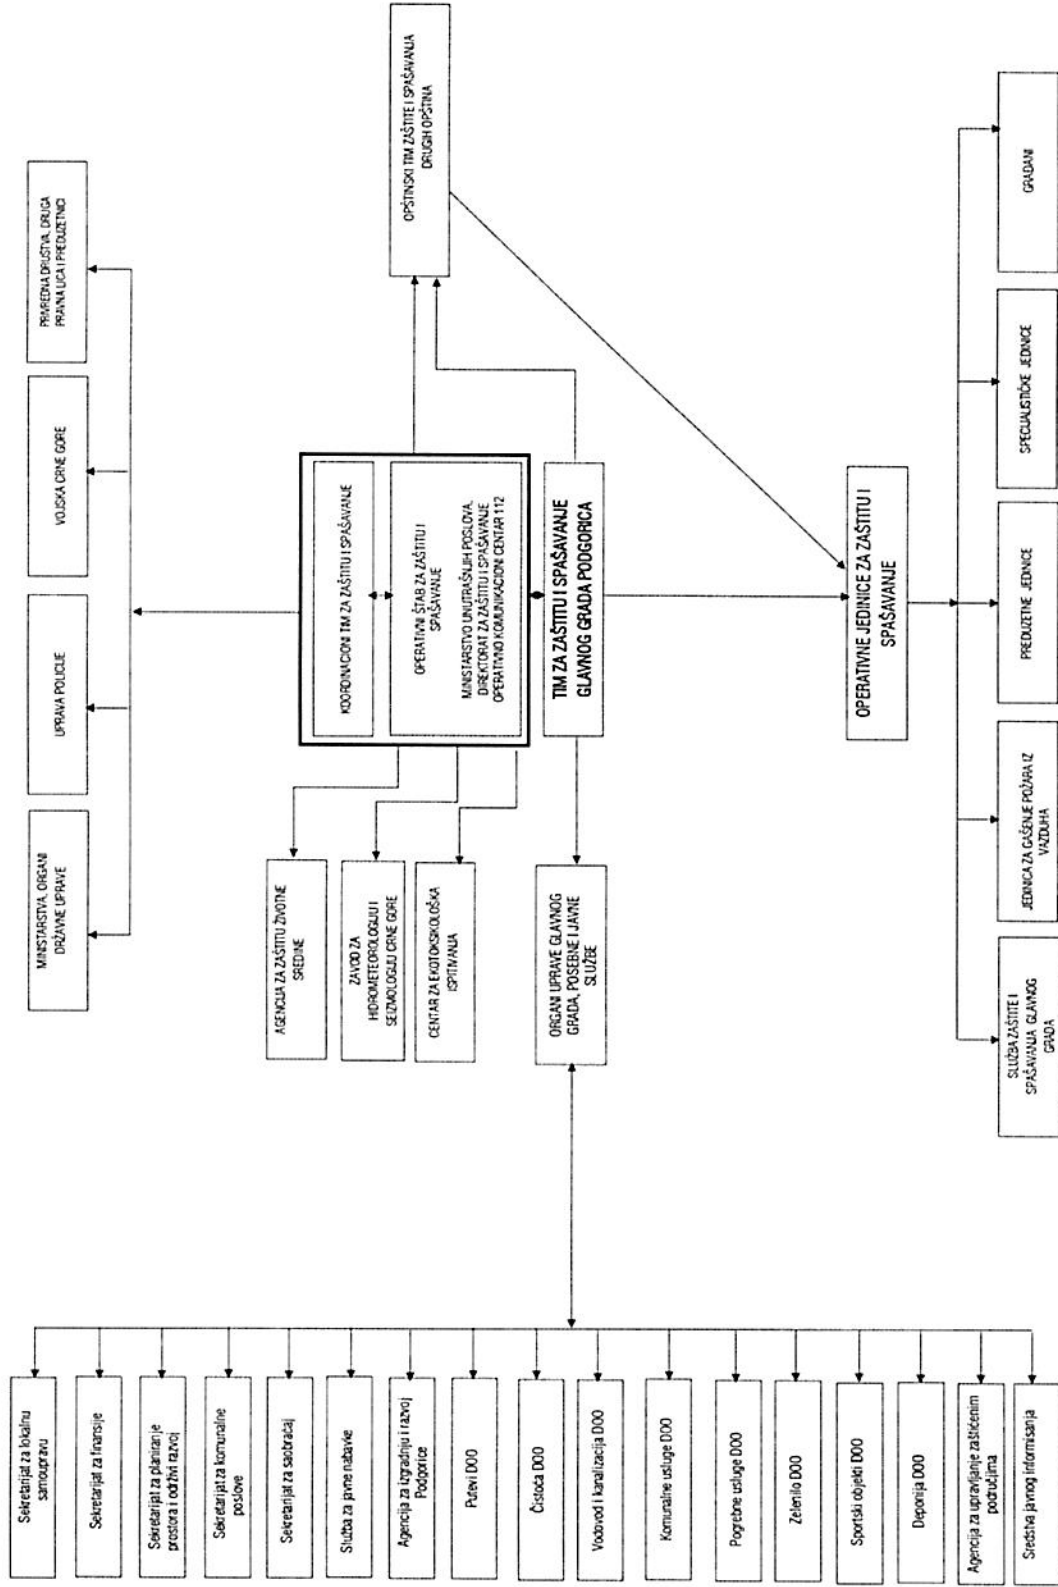 MINISTARSTVA, ORGANI
DRŽAVNE UPRAVE
UPRAVA POLICIJE
VOJSKA CRNE GORE
PRIVREDNA DRUŠTVA, DRUGA
PRAVNA LICA I PREDUZETNICI
KOORDINACIONI TIM ZA ZAŠTITU I SPAŠAVANJE
OPERATIVNI ŠTAB ZA ZAŠTITU I
SPAŠAVANJE
MINISTARSTVO UNUTRAŠNJIH POSLOVA,
DIREKTORAT ZA ZAŠTITU I SPAŠAVANJE
OPERATIVNO KOMUNIKACIONI CENTAR 112
OPŠTINSKI TIM ZAŠTITE I SPAŠAVANJA
DRUGIH OPŠTINA
AGENCIJA ZA ZAŠTITU ŽIVOTNE
SREDINE
ZAVOD ZA
HIDROMETEOROLOGIJU I
SEIZMOLOGIJU CRNE GORE
CENTAR ZA EKOTOKSIKOLOŠKA
ISPITIVANJA
TIM ZA ZAŠTITU I SPAŠAVANJE
GLAVNOG GRADA PODGORICA
ORGANI UPRAVE GLAVNOG
GRADA, POSEBNE I JAVNE
SLUŽBE
OPERATIVNE JEDINICE ZA ZAŠTITU I
SPAŠAVANJE
SLUŽBA ZAŠTITE I
SPAŠAVANJA GLAVNOG
GRADA
JEDINICA ZA GAŠENJE POŽARA IZ
VAZDUHA
PREDUZETNE JEDINICE
SPECIJALISTIČKE JEDINICE
GRAĐANI
Sekretarijat za lokalnu
samoupravu
Sekretarijat za finansije
Sekretarijat za planiranje
prostora i održivi razvoj
Sekretarijat za komunalne
poslove
Sekretarijat za saobraćaj
Služba za javne nabavke
Agencija za izgradnju i razvoj
Podgorice
Putevi DOO
Čistoća DOO
Vodovod i kanalizacija DOO
Komunalne usluge DOO
Pogrebne usluge DOO
Zelenilo DOO
Sportski objekti DOO
Deponija DOO
Agencija za upravljanje zaštićenim
područjima
Sredstva javnog informisanja